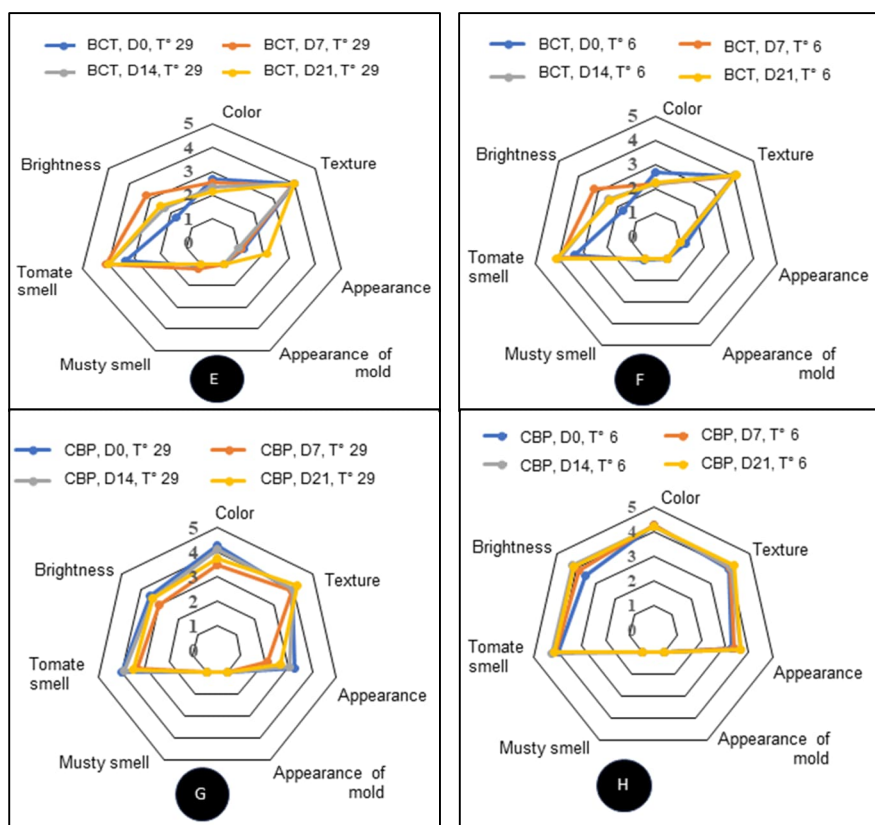 BCT, D0, T° 29 BCT, D7, T° 29
BCT, D14, T° 29 BCT, D21, T° 29
Color
5
4
3
2
1
0
Texture
Brightness
Tomate
smell
Appearance
Musty smell
Appearance of
mold
E
BCT, D0, T° 6 BCT, D7, T° 6
BCT, D14, T° 6 BCT, D21, T° 6
Color
5
4
3
2
1
0
Texture
Brightness
Tomate
smell
Appearance
Musty smell
Appearance of
mold
F
CBP, D0, T° 29 CBP, D7, T° 29
CBP, D14, T° 29 CBP, D21, T° 29
Color
5
4
3
2
1
0
Texture
Brightness
Tomate
smell
Appearance
Musty smell
Appearance of
mold
G
CBP, D0, T° 6 CBP, D7, T° 6
CBP, D14, T° 6 CBP, D21, T° 6
Color
5
4
3
2
1
0
Texture
Brightness
Tomate
smell
Appearance
Musty smell
Appearance of
mold
H